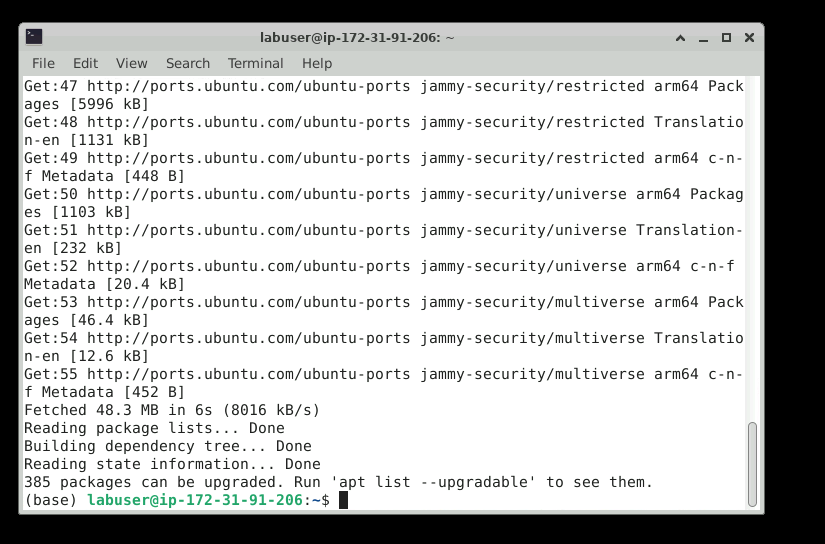 labuser@ip-172-31-91-206: ~
File Edit View Search Terminal Help
Get:47 http://ports.ubuntu.com/ubuntu-ports jammy-security/restricted arm64 Pack
ages [5996 kB]
Get:48 http://ports.ubuntu.com/ubuntu-ports jammy-security/restricted Translatio
n-en [1131 kB]
Get:49 http://ports.ubuntu.com/ubuntu-ports jammy-security/restricted arm64 c-n-
f Metadata [448 B]
Get:50 http://ports.ubuntu.com/ubuntu-ports jammy-security/universe arm64 Packag
es [1103 kB]
Get:51 http://ports.ubuntu.com/ubuntu-ports jammy-security/universe Translation-
en [232 kB]
Get:52 http://ports.ubuntu.com/ubuntu-ports jammy-security/universe arm64 c-n-f
Metadata [20.4 kB]
Get:53 http://ports.ubuntu.com/ubuntu-ports jammy-security/multiverse arm64 Pack
ages [46.4 kB]
Get:54 http://ports.ubuntu.com/ubuntu-ports jammy-security/multiverse Translatio
n-en [12.6 kB]
Get:55 http://ports.ubuntu.com/ubuntu-ports jammy-security/multiverse arm64 c-n-
f Metadata [452 B]
Fetched 48.3 MB in 6s (8016 kB/s)
Reading package lists... Done
Building dependency tree... Done
Reading state information... Done
385 packages can be upgraded. Run 'apt list --upgradable' to see them.
(base) labuser@ip-172-31-91-206:~$